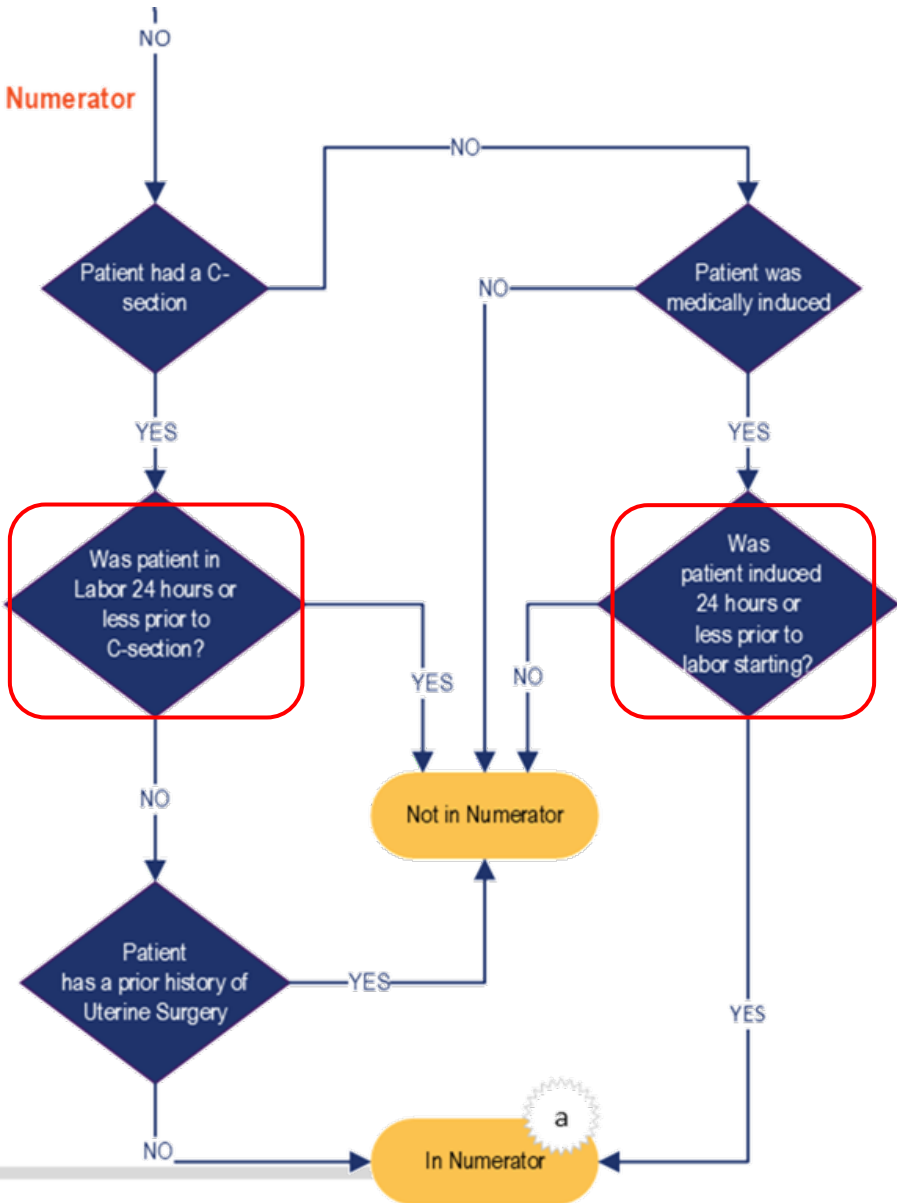 NO
Numerator
NO
Patient had a C-
section
Patient was
medically induced
NO
YES
YES
Was patient in
Labor 24 hours or
less prior to
C-section?
Was
patient induced
24 hours or
less prior to
labor starting?
YES
NO
NO
Not in Numerator
Patient
has a prior history of
Uterine Surgery
YES
YES
a
NO
In Numerator